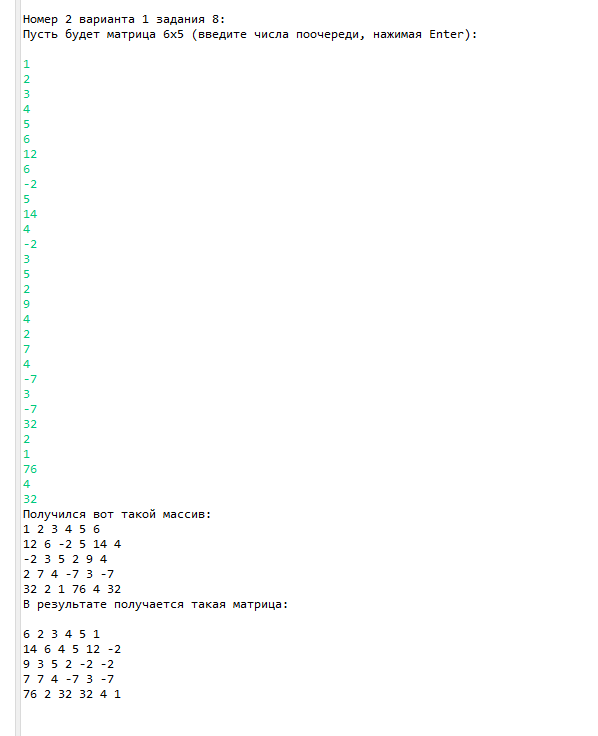 Номер 2 варианта 1 задания 8:
Пусть будет матрица 6x5 (введите числа поочереди, нажимая Enter):
1
2
3
4
5
6
12
6
-2
5
14
4
-2
3
5
2
9
4
2
7
4
-7
3
-7
32
2
1
76
4
32
Получился вот такой массив:
1 2 3 4 5 6
12 6 -2 5 14 4
-2 3 5 2 9 4
2 7 4 -7 3 -7
32 2 1 76 4 32
В результате получается такая матрица:
6 2 3 4 5 1
14 6 4 5 12 -2
9 3 5 2 -2 -2
7 7 4 -7 3 -7
76 2 32 32 4 1